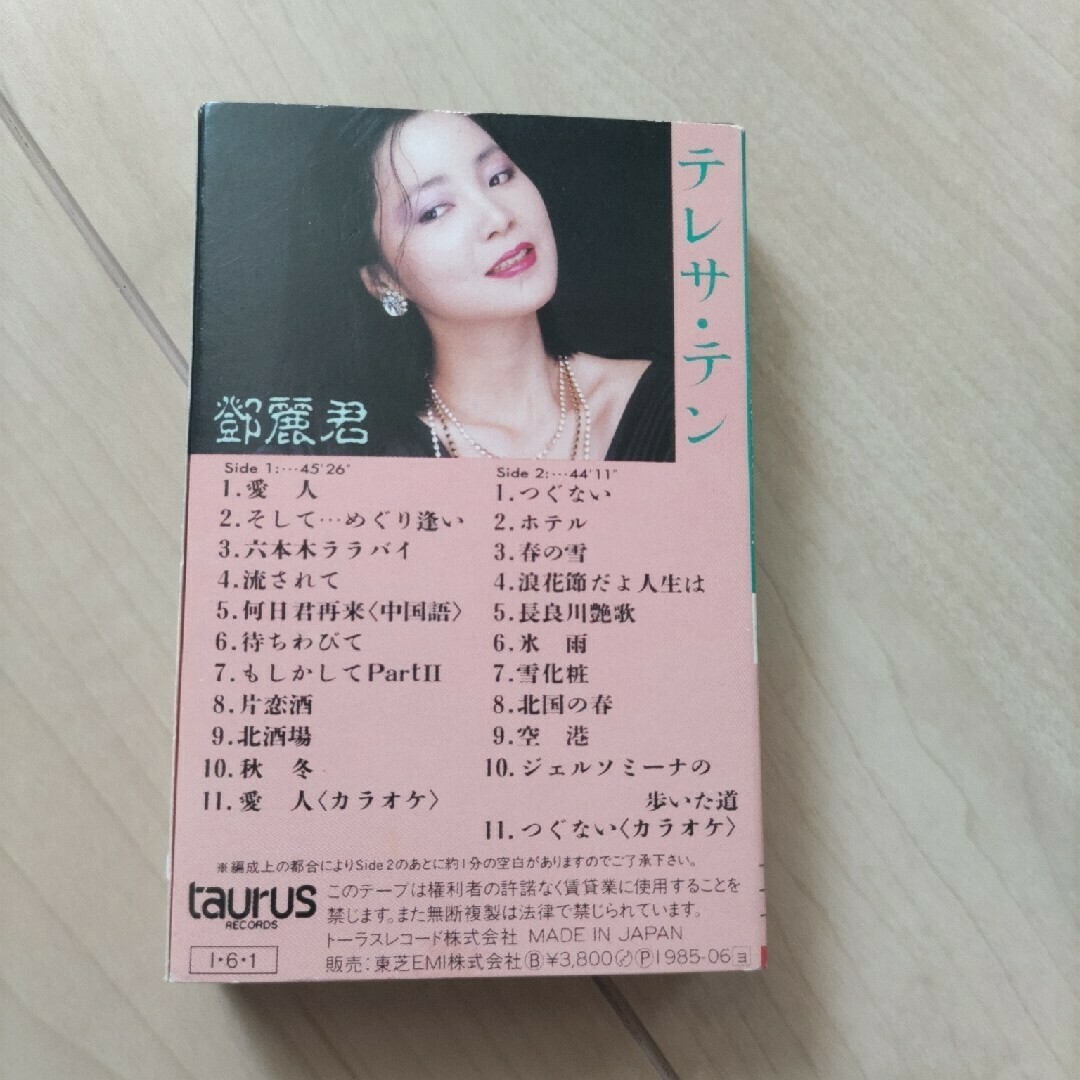 テレサ・テン
鄧麗君
Side 1:…45'26"
1.愛　人
2.そして…めぐり逢い
3.六本木ララバイ
4.流されて
5.何日君再来〈中国語〉
6.待ちわびて
7.もしかしてPartII
8.片恋酒
9.北酒場
10.秋　冬
11.愛　人〈カラオケ〉
Side 2:…44'11"
1.つぐない
2.ホテル
3.春の雪
4.浪花節だよ人生は
5.長良川艶歌
6.氷　雨
7.雪化粧
8.北国の春
9.空　港
10.ジェルソミーナの
歩いた道
11.つぐない〈カラオケ〉
※編成上の都合によりSide2のあとに約1分の空白がありますのでご了承下さい。
taurus
RECORDS
このテープは権利者の許諾なく賃貸業に使用することを
禁じます。また無断複製は法律で禁じられています。
トーラスレコード株式会社 MADE IN JAPAN
I・6・1
販売：東芝EMI株式会社Ⓑ¥3,800〄Ⓟ1985-06ヨ